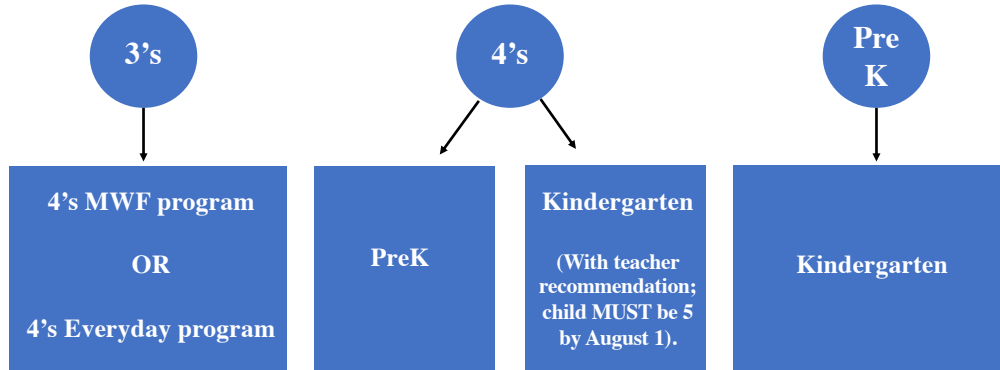 3’s
4’s
Pre
K
4’s MWF program
OR
4’s Everyday program
PreK
Kindergarten
(With teacher
recommendation;
child MUST be 5
by August 1).
Kindergarten